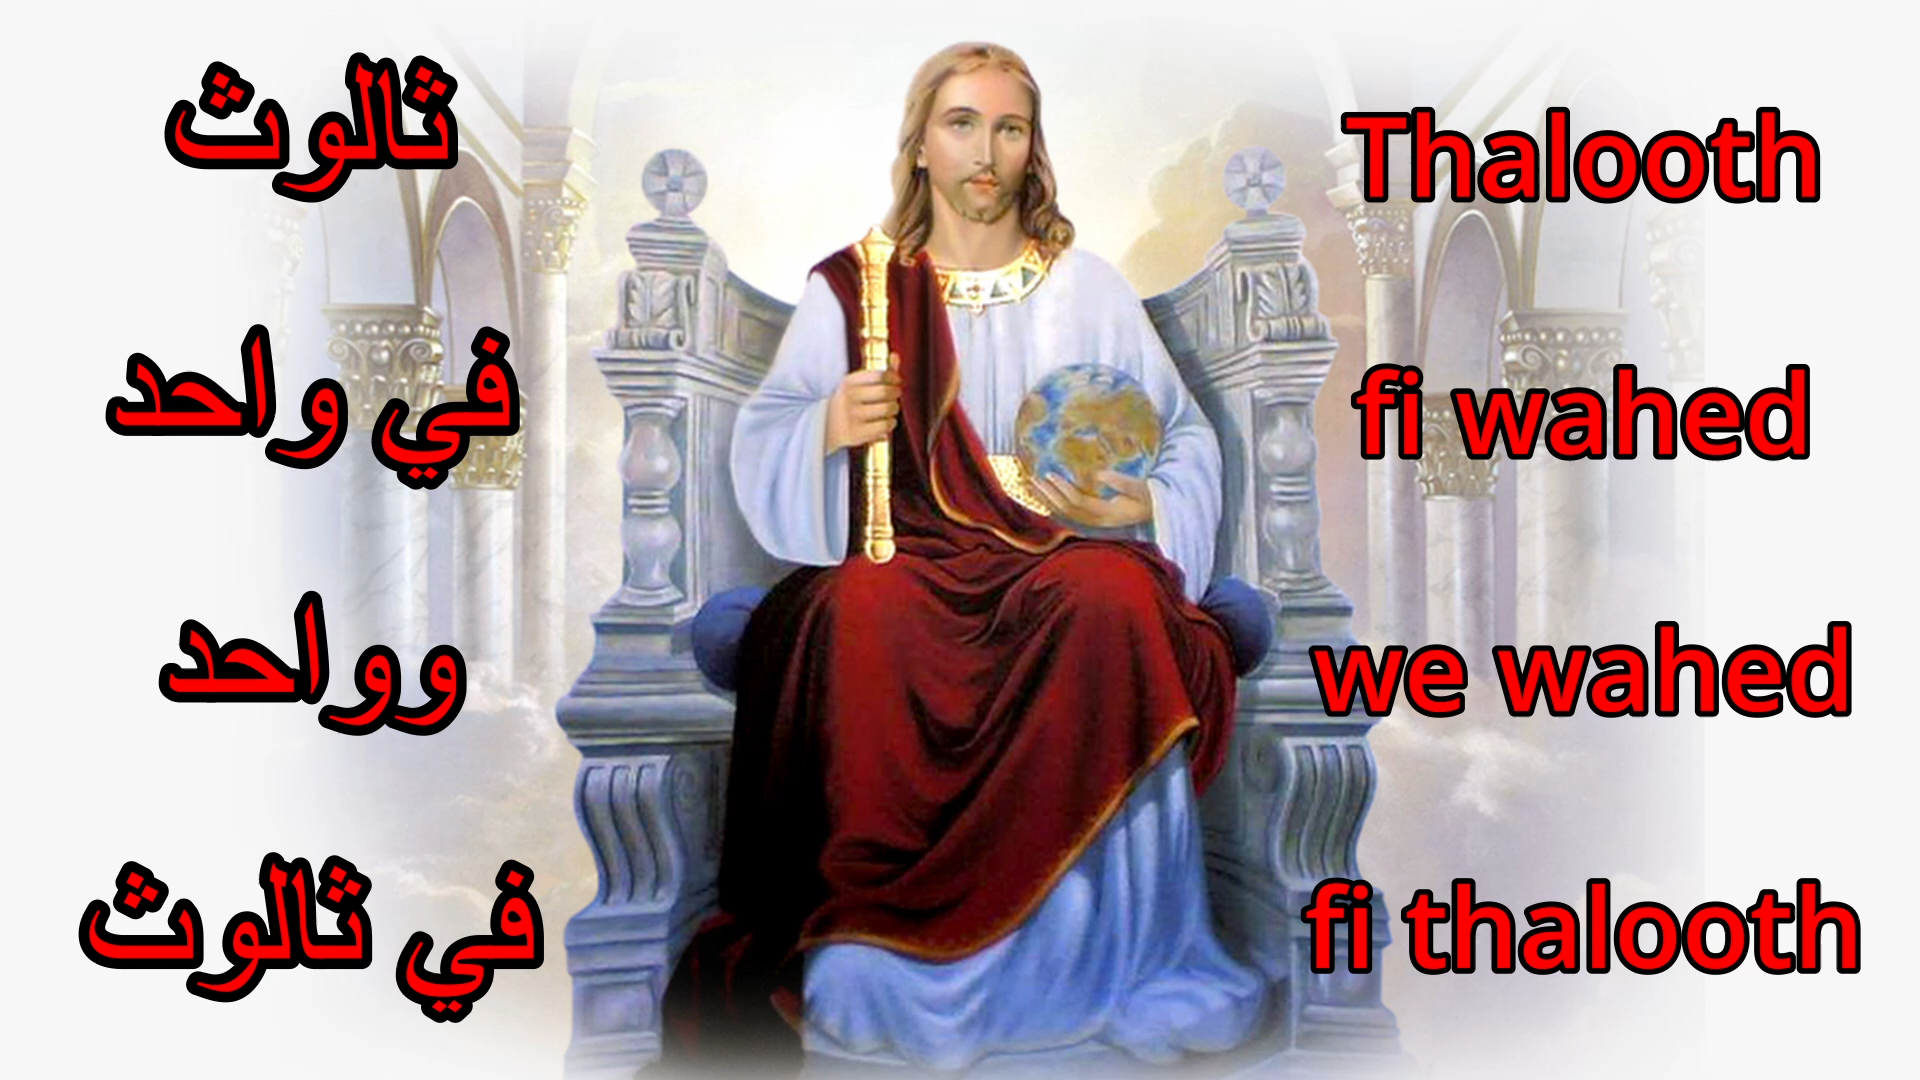 ثالوث
في واحد
وواحد
في ثالوث
Thalooth
fi wahed
we wahed
fi thalooth